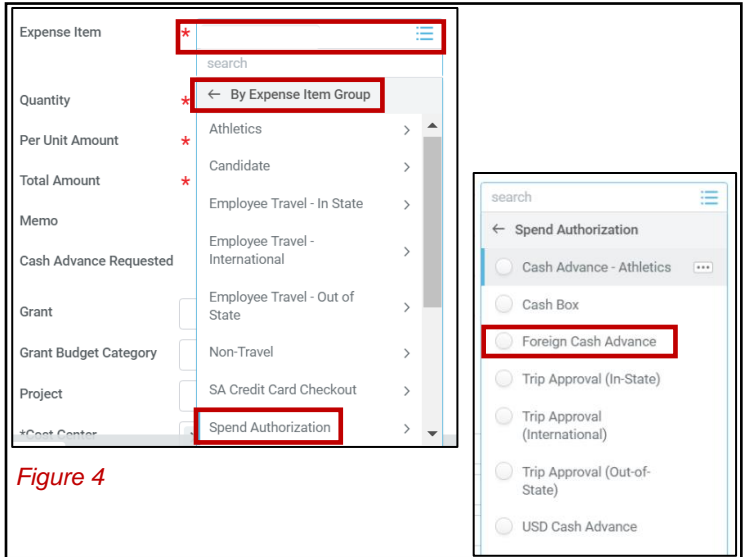 Expense Item *
search
← By Expense Item Group
Quantity *
Athletics >
Per Unit Amount *
Candidate >
Total Amount *
Employee Travel - In State >
Memo
Employee Travel -
International >
Cash Advance Requested
Employee Travel - Out of
State >
Grant
Grant Budget Category
Non-Travel >
Project
SA Credit Card Checkout >
*Cost Center
Spend Authorization >
Figure 4
search
← Spend Authorization
Cash Advance - Athletics
Cash Box
Foreign Cash Advance
Trip Approval (In-State)
Trip Approval
(International)
Trip Approval (Out-of-
State)
USD Cash Advance